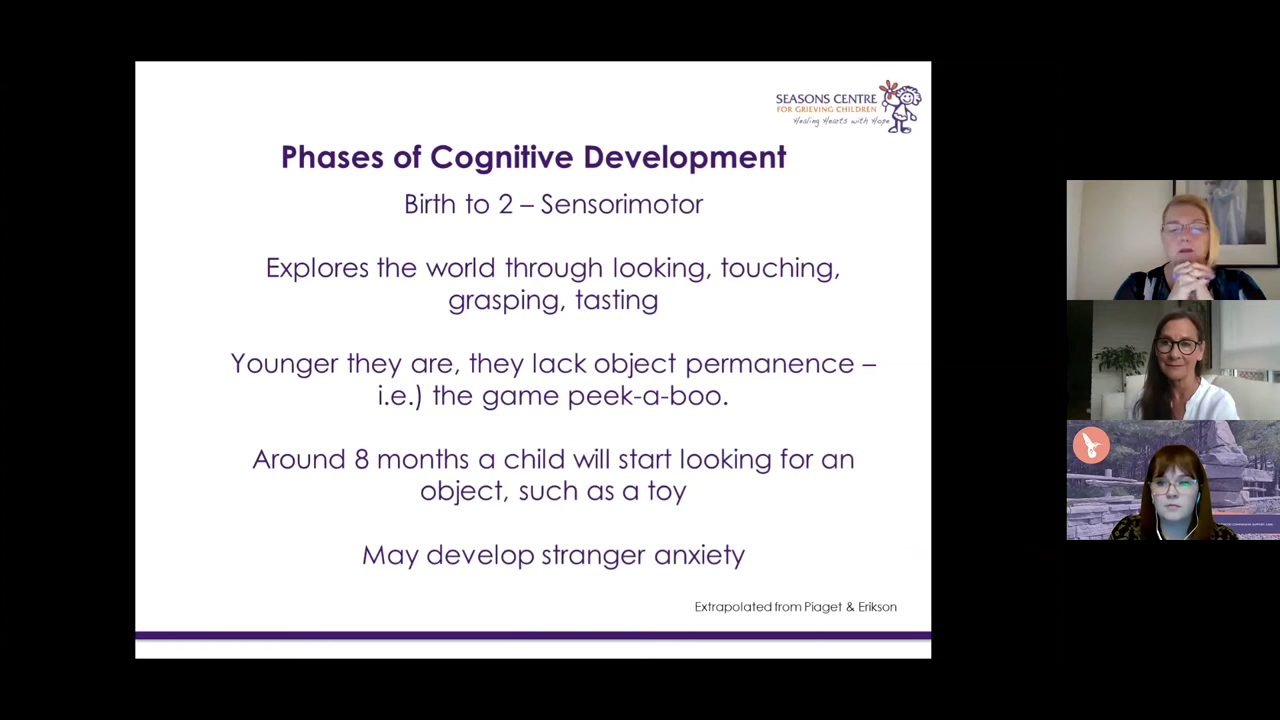 SEASONS CENTRE
FOR GRIEVING CHILDREN
Healing Hearts with Hope
Phases of Cognitive Development
Birth to 2 – Sensorimotor
Explores the world through looking, touching,
grasping, tasting
Younger they are, they lack object permanence –
i.e.) the game peek-a-boo.
Around 8 months a child will start looking for an
object, such as a toy
May develop stranger anxiety
Extrapolated from Piaget & Erikson